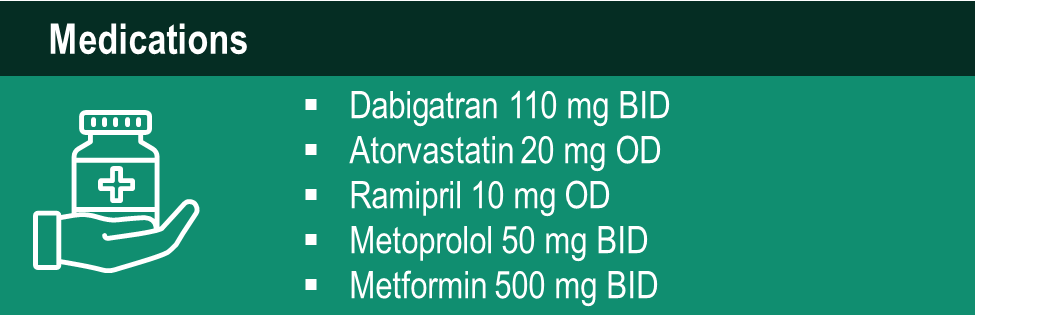 Medications
▪ Dabigatran 110 mg BID
▪ Atorvastatin 20 mg OD
▪ Ramipril 10 mg OD
▪ Metoprolol 50 mg BID
▪ Metformin 500 mg BID